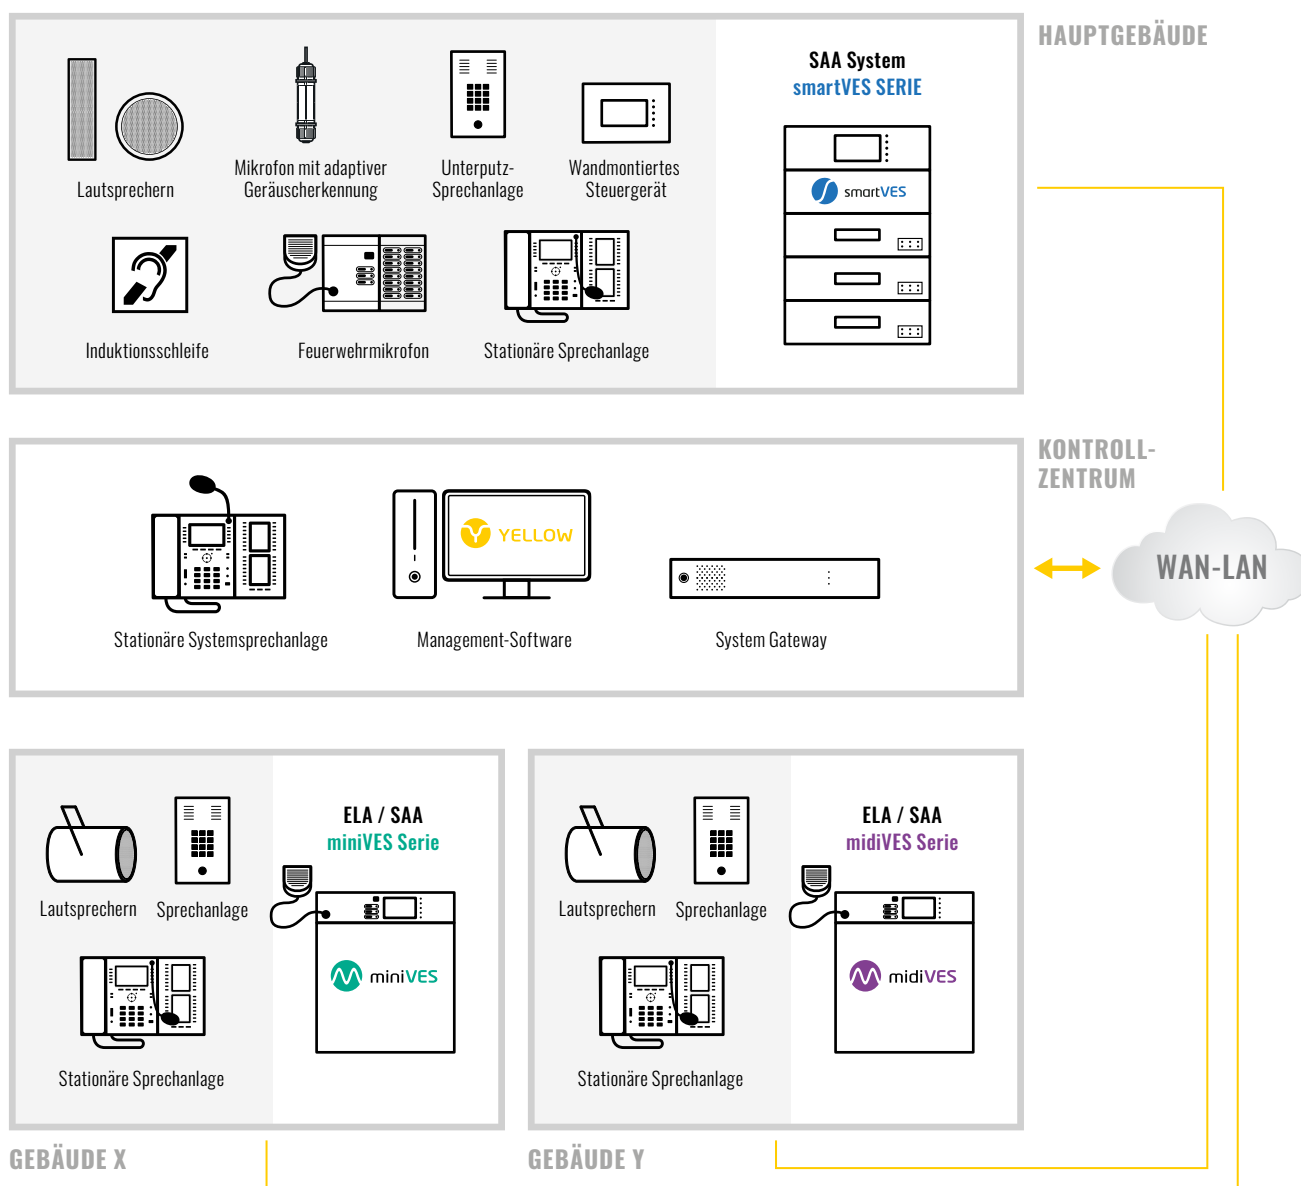 HAUPTGEBÄUDE
SAA System
smartVES SERIE
Lautsprechern
Mikrofon mit adaptiver
Geräuscherkennung
Unterputz-
Sprechanlage
Wandmontiertes
Steuergerät
smartVES
Induktionsschleife
Feuerwehrmikrofon
Stationäre Sprechanlage
KONTROLL-
ZENTRUM
YELLOW
WAN-LAN
Stationäre Systemsprechanlage
Management-Software
System Gateway
ELA / SAA
miniVES Serie
Lautsprechern
Sprechanlage
miniVES
Stationäre Sprechanlage
ELA / SAA
midiVES Serie
Lautsprechern
Sprechanlage
midiVES
Stationäre Sprechanlage
GEBÄUDE X
GEBÄUDE Y